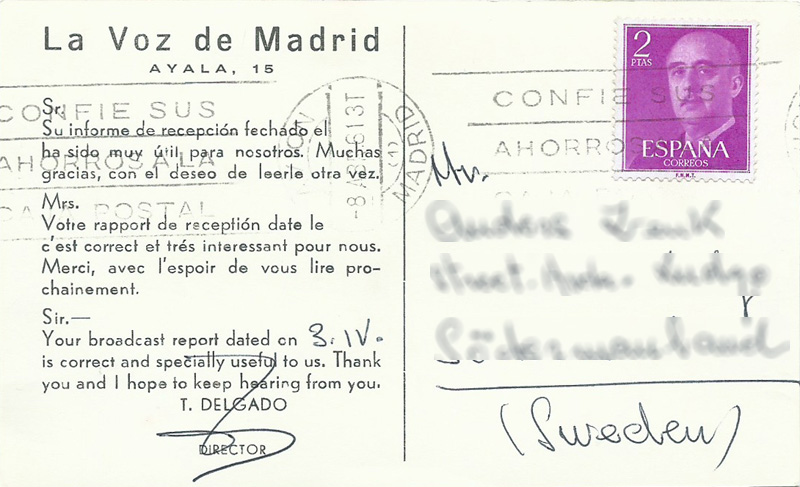 La Voz de Madrid
AYALA, 15
CONFIE SUS
AHORROS A LA
CAJA POSTAL
Sr.
Su informe de recepción fechado el
ha sido muy útil para nosotros. Muchas
gracias, con el deseo de leerle otra vez.
Mrs.
Votre rapport de resceptión date le
c'est correct et trés interessant pour nous.
Merci, avec l'espoir de vous lire pro-
chainement.
Sir.—
Your broadcast report dated on 3.IV.
is correct and specially useful to us. Thank
you and I hope to keep hearing from you.
T. DELGADO
DIRECTOR
MADRID
CONFIE SUS
AHORROS
2
PTAS
ESPAÑA
CORREOS
F.N.M.T.
Mr.
(Sweden)